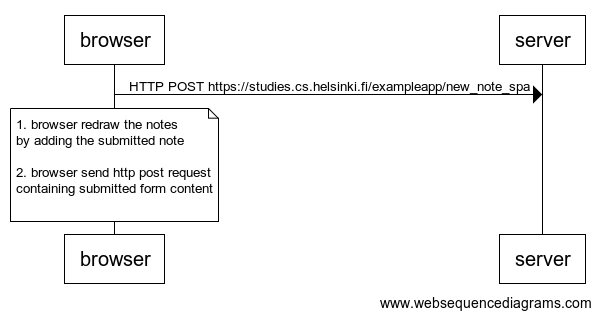 browser
server
HTTP POST https://studies.cs.helsinki.fi/exampleapp/new_note_spa
1. browser redraw the notes
by adding the submitted note
2. browser send http post request
containing submitted form content
browser
server
www.websequencediagrams.com